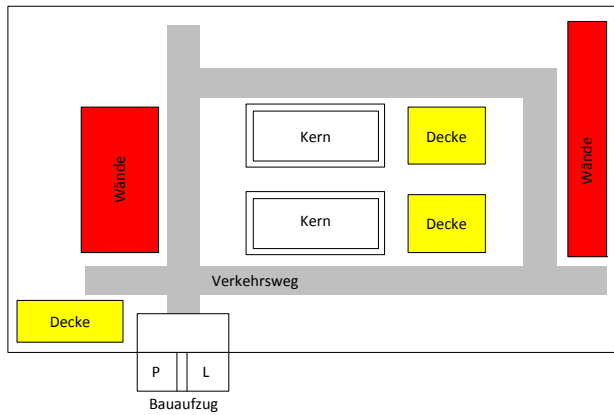 Wände
Kern
Decke
Wände
Kern
Decke
Verkehrsweg
Decke
P
L
Bauaufzug